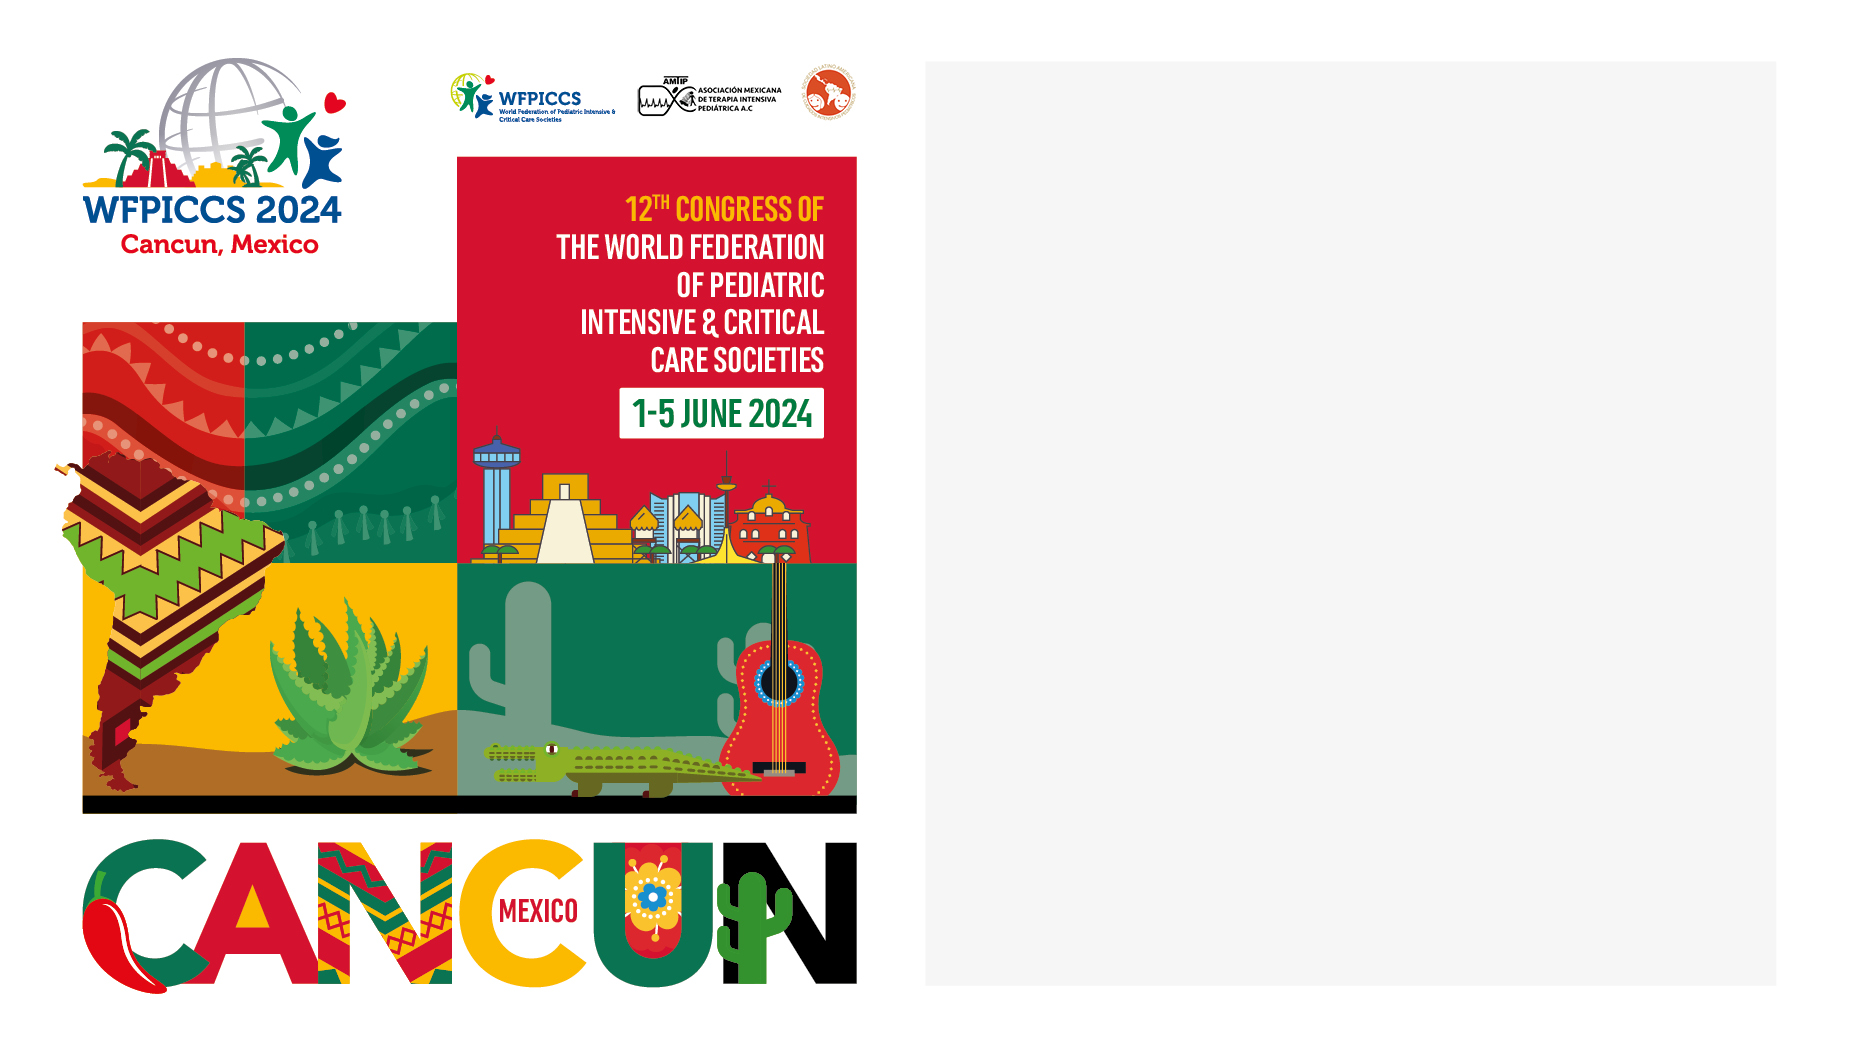 WFPICCS 2024
Cancun, Mexico
WFPICCS
World Federation of Pediatric Intensive &
Critical Care Societies
AMTIP
ASOCIACIÓN MEXICANA
DE TERAPIA INTENSIVA
PEDIÁTRICA A.C
12TH CONGRESS OF
THE WORLD FEDERATION
OF PEDIATRIC
INTENSIVE & CRITICAL
CARE SOCIETIES
1-5 JUNE 2024
CANCUN
MEXICO